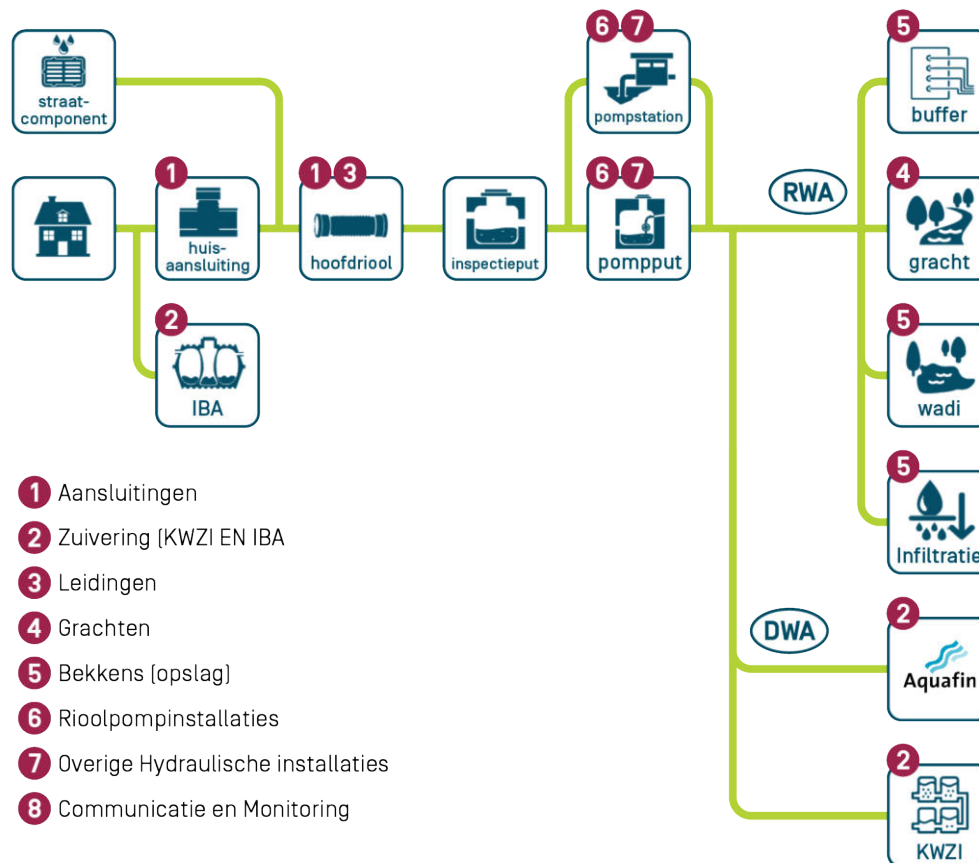 straat-
component
1
huis-
aansluiting
2
IBA
1 3
hoofdriool
inspectieput
6 7
pompstation
6 7
pompput
RWA
5
buffer
4
gracht
5
wadi
5
Infiltratie
DWA
2
Aquafin
2
KWZI
1 Aansluitingen
2 Zuivering (KWZI EN IBA
3 Leidingen
4 Grachten
5 Bekkens (opslag)
6 Rioolpompinstallaties
7 Overige Hydraulische installaties
8 Communicatie en Monitoring